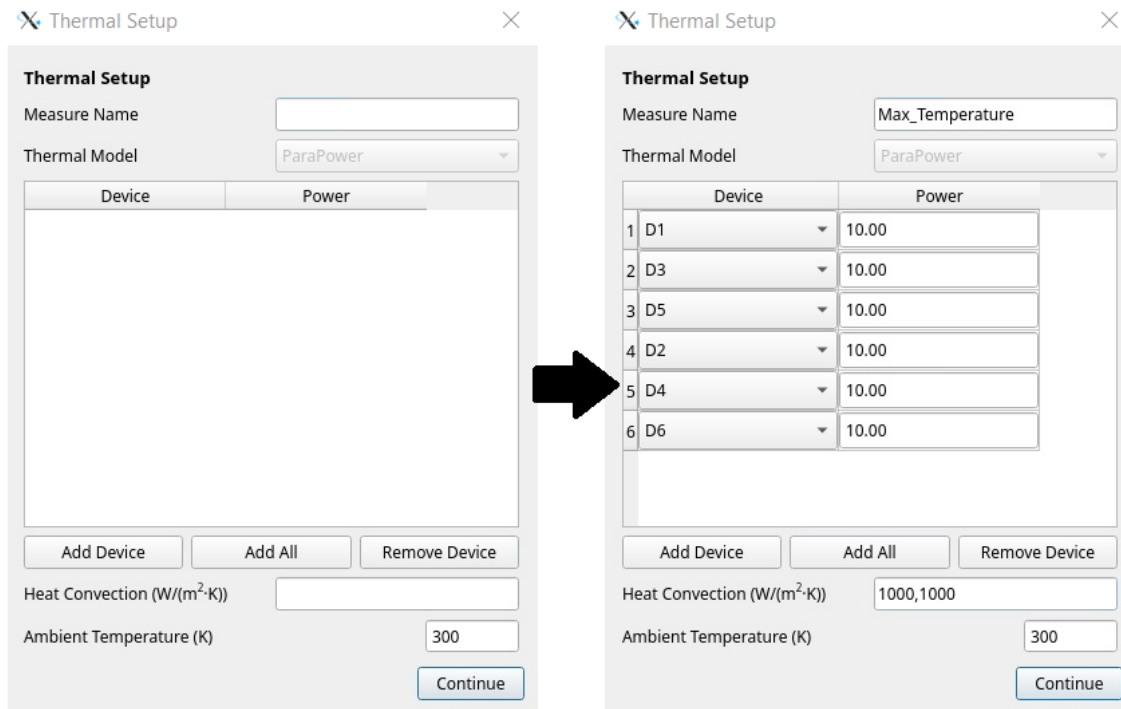 Thermal Setup
Thermal Setup
Measure Name
Thermal Model ParaPower
Device Power
Add Device Add All Remove Device
Heat Convection (W/(m²·K))
Ambient Temperature (K) 300
Continue
Thermal Setup
Thermal Setup
Measure Name Max_Temperature
Thermal Model ParaPower
Device Power
1 D1 10.00
2 D3 10.00
3 D5 10.00
4 D2 10.00
5 D4 10.00
6 D6 10.00
Add Device Add All Remove Device
Heat Convection (W/(m²·K)) 1000,1000
Ambient Temperature (K) 300
Continue